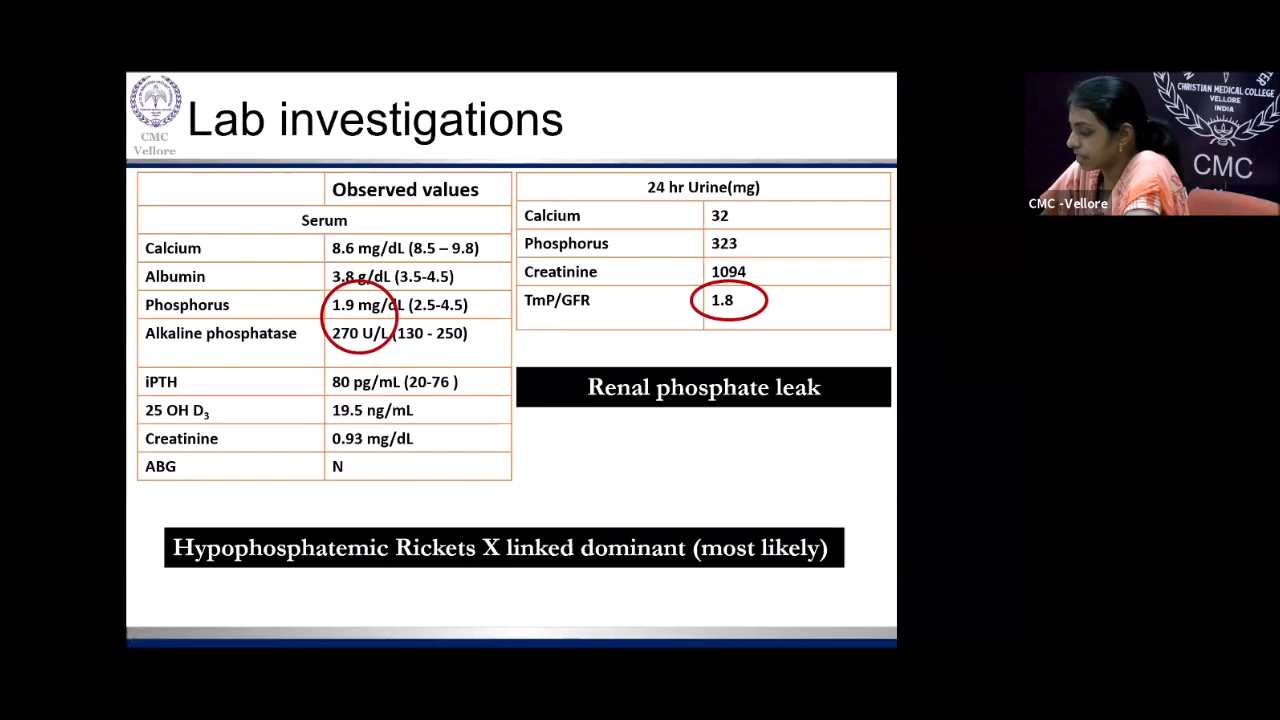 CMC
Vellore
Lab investigations
Observed values
Serum
Calcium 8.6 mg/dL (8.5 – 9.8)
Albumin 3.8 g/dL (3.5-4.5)
Phosphorus 1.9 mg/dL (2.5-4.5)
Alkaline phosphatase 270 U/L (130 - 250)
iPTH 80 pg/mL (20-76 )
25 OH D3 19.5 ng/mL
Creatinine 0.93 mg/dL
ABG N
24 hr Urine(mg)
Calcium 32
Phosphorus 323
Creatinine 1094
TmP/GFR 1.8
Renal phosphate leak
Hypophosphatemic Rickets X linked dominant (most likely)
CHRISTIAN MEDICAL COLLEGE
VELLORE
INDIA
CMC
CMC -Vellore